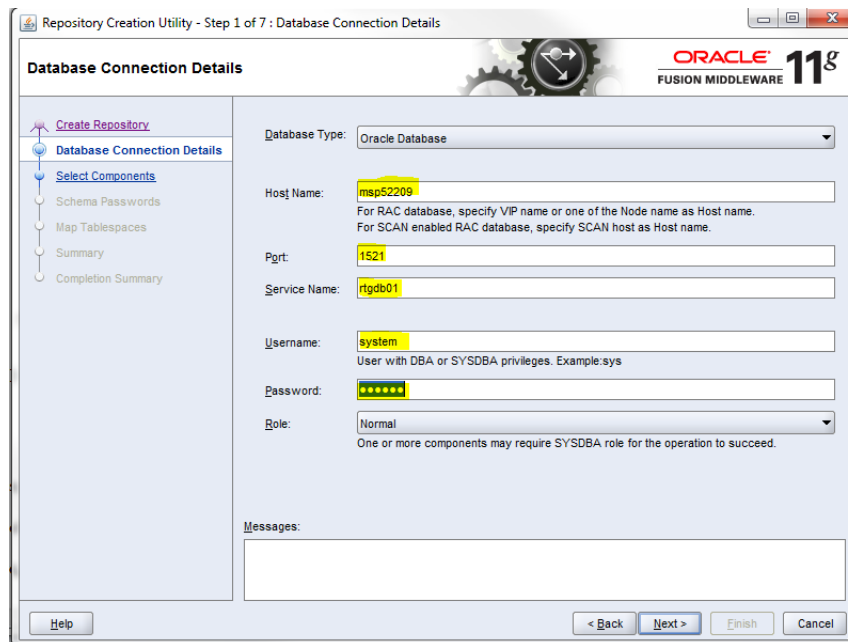 Repository Creation Utility - Step 1 of 7 : Database Connection Details
Database Connection Details
ORACLE
FUSION MIDDLEWARE 11g
Create Repository
Database Connection Details
Select Components
Schema Passwords
Map Tablespaces
Summary
Completion Summary
Database Type: Oracle Database
Host Name: msp52209
For RAC database, specify VIP name or one of the Node name as Host name.
For SCAN enabled RAC database, specify SCAN host as Host name.
Port: 1521
Service Name: rtgdb01
Username: system
User with DBA or SYSDBA privileges. Example:sys
Password: ••••••
Role: Normal
One or more components may require SYSDBA role for the operation to succeed.
Messages:
Help
< Back
Next >
Finish
Cancel